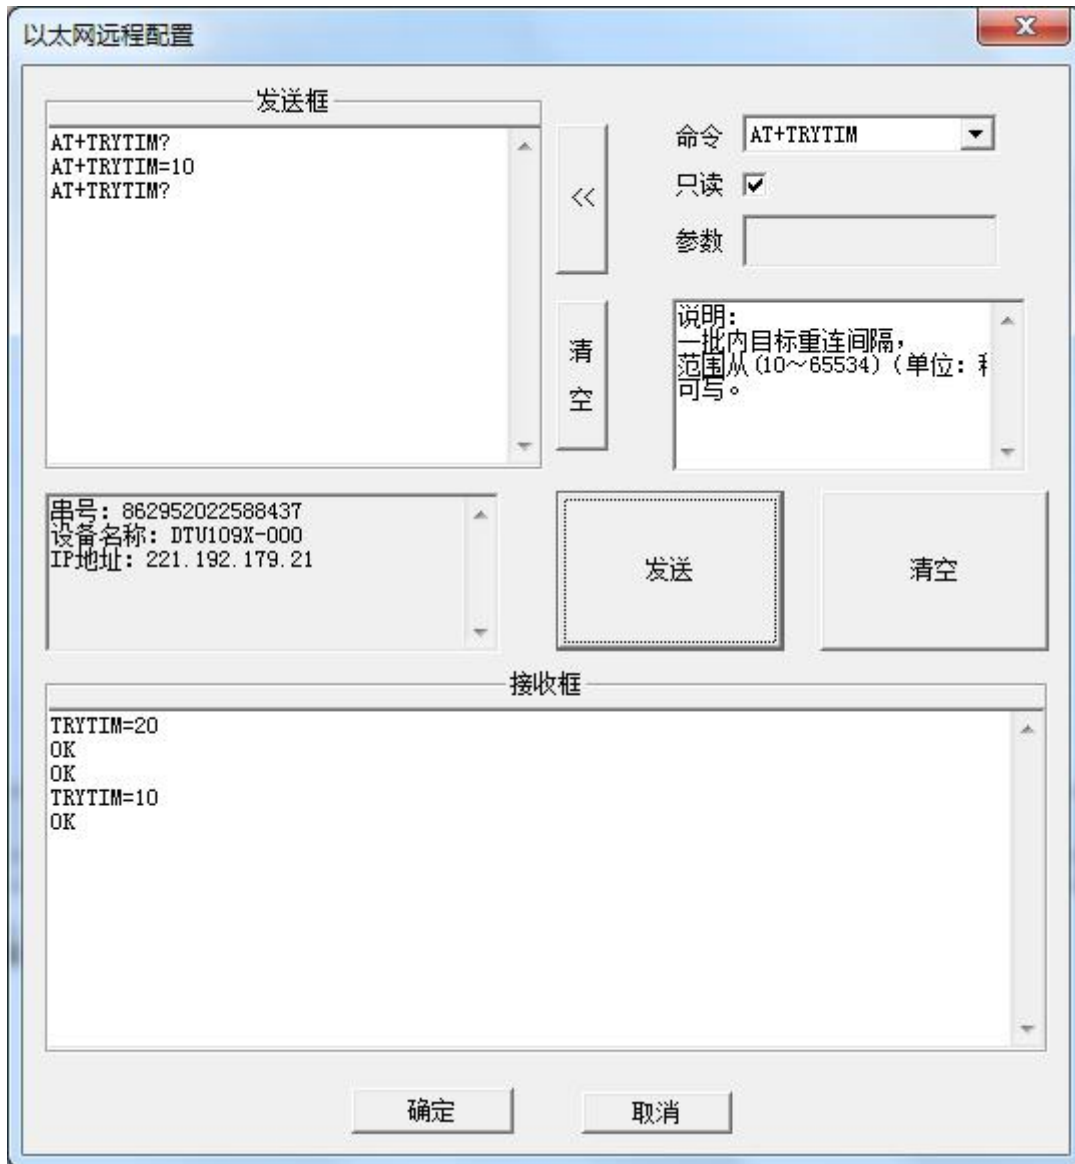 以太网远程配置
发送框
AT+TRYTIM?
AT+TRYTIM=10
AT+TRYTIM?
<<
清
空
命令 AT+TRYTIM
只读
参数
说明:
一批内目标重连间隔，
范围从(10～65534)(单位:
可写。
串号: 862952022588437
设备名称: DTU109X-000
IP地址: 221.192.179.21
发送
清空
接收框
TRYTIM=20
OK
OK
TRYTIM=10
OK
确定
取消